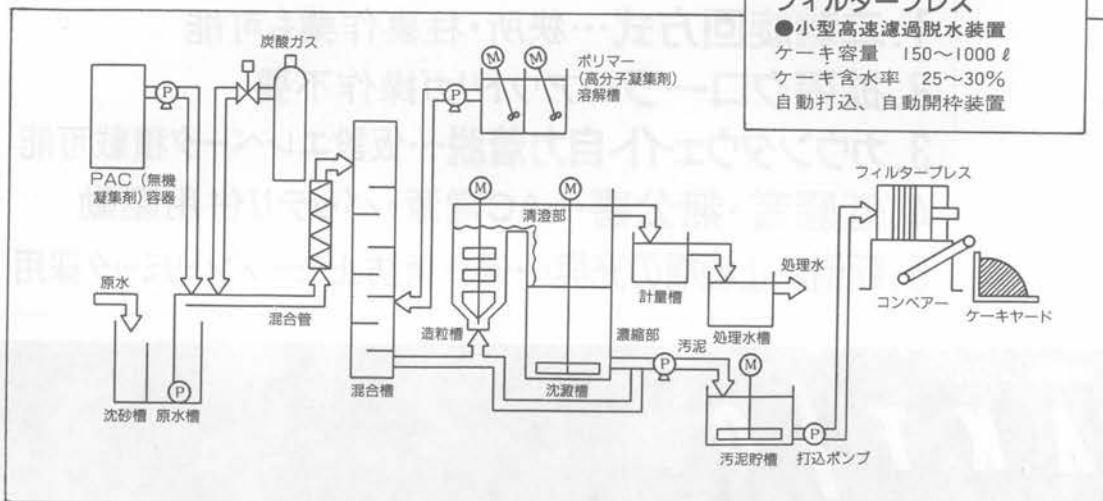 フィルタープレス
●小型高速濾過脱水装置
ケーキ容量 150〜1000ℓ
ケーキ含水率 25〜30%
自動打込、自動開枠装置
炭酸ガス
P
M M
P
ポリマー
(高分子凝集剤)
溶解槽
PAC(無機
凝集剤)容器
フィルタープレス
M
M
清澄部
原水
混合管
計量槽
処理水
コンベアー
ケーキヤード
造粒槽
濃縮部
処理水槽
汚泥
P
P
M
沈砂槽 原水槽
混合槽
沈澱槽
P
汚泥貯槽
打込ポンプ